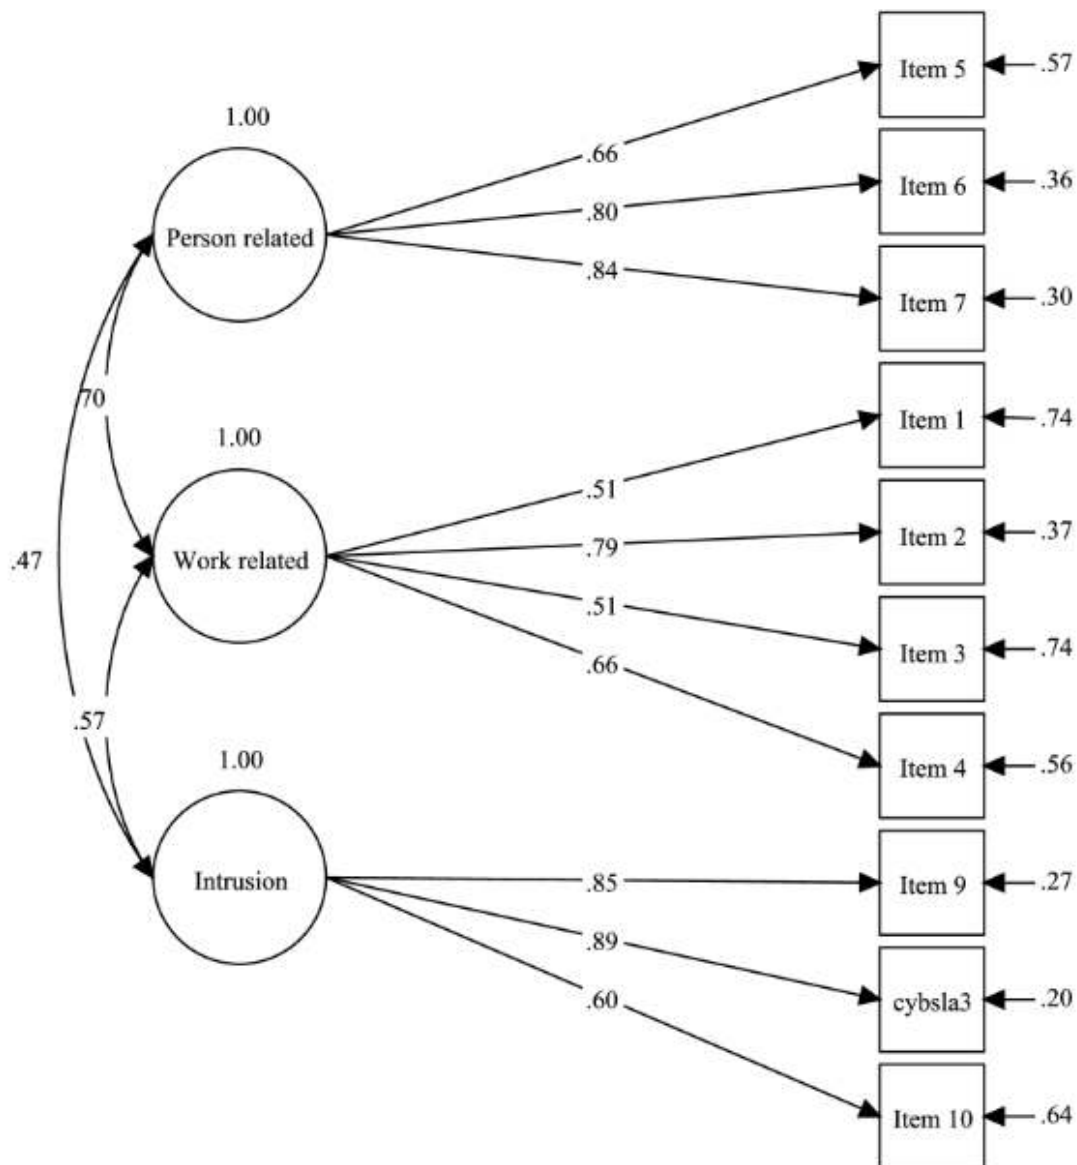 Item 5
.57
1.00
.66
Item 6
.36
.80
Person related
.84
Item 7
.30
70
Item 1
.74
1.00
.51
Item 2
.37
.79
.47
Work related
.51
Item 3
.74
.66
.57
Item 4
.56
1.00
Intrusion
.85
Item 9
.27
.89
cybsla3
.20
.60
Item 10
.64